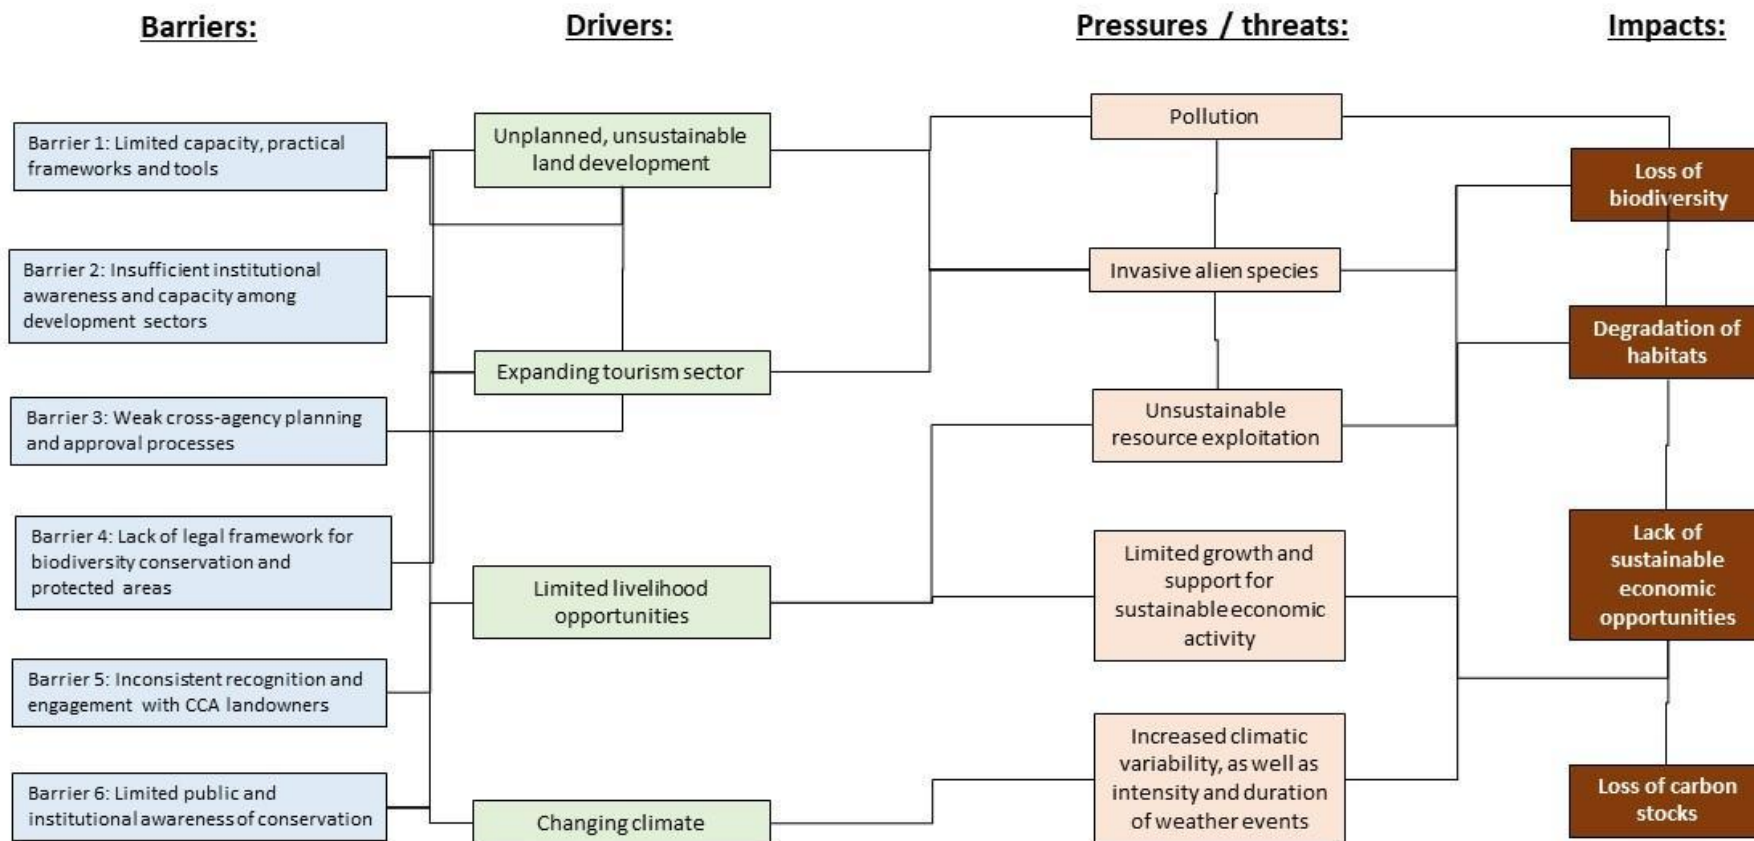 Barriers:
Drivers:
Pressures / threats:
Impacts:
Barrier 1: Limited capacity, practical
frameworks and tools
Barrier 2: Insufficient institutional
awareness and capacity among
development sectors
Barrier 3: Weak cross-agency planning
and approval processes
Barrier 4: Lack of legal framework for
biodiversity conservation and
protected areas
Barrier 5: Inconsistent recognition and
engagement with CCA landowners
Barrier 6: Limited public and
institutional awareness of conservation
Unplanned, unsustainable
land development
Expanding tourism sector
Limited livelihood
opportunities
Changing climate
Pollution
Invasive alien species
Unsustainable
resource exploitation
Limited growth and
support for
sustainable economic
activity
Increased climatic
variability, as well as
intensity and duration
of weather events
Loss of
biodiversity
Degradation of
habitats
Lack of
sustainable
economic
opportunities
Loss of carbon
stocks